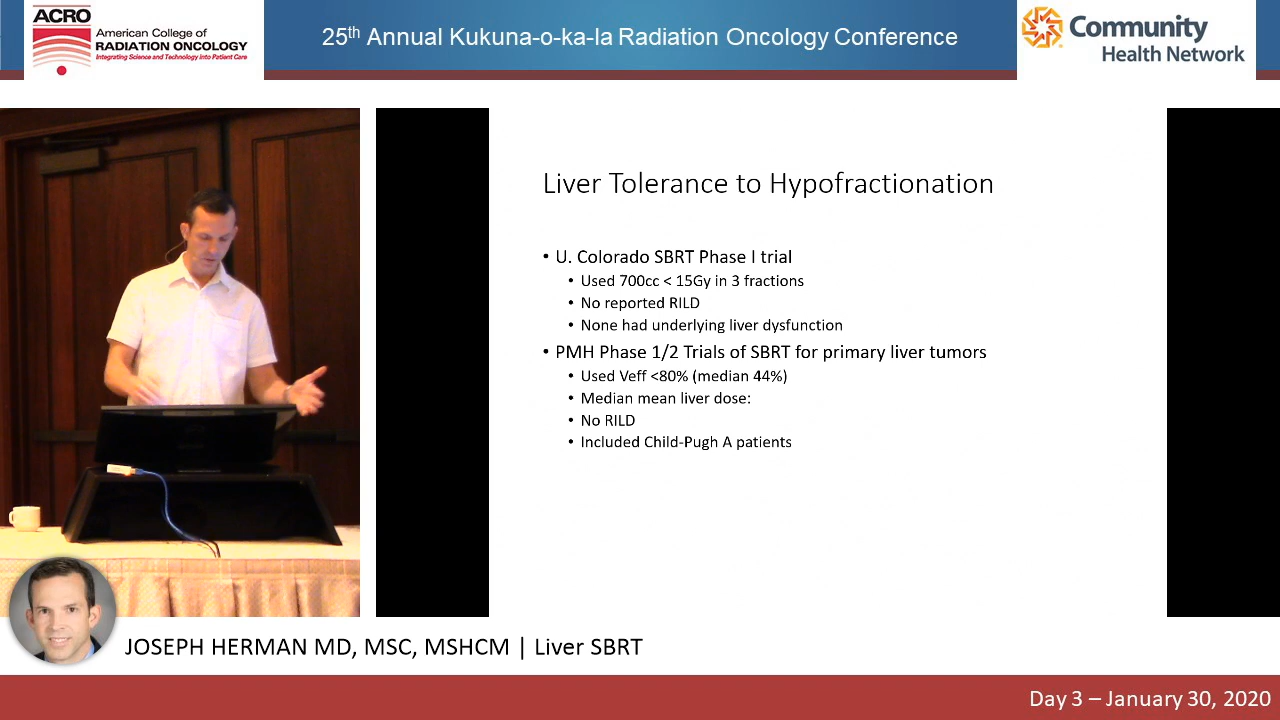 ACRO
American College of
RADIATION ONCOLOGY
Integrating Science and Technology Into Patient Care
25th Annual Kukuna-o-ka-la Radiation Oncology Conference
Community
Health Network
Liver Tolerance to Hypofractionation
• U. Colorado SBRT Phase I trial
• Used 700cc < 15Gy in 3 fractions
• No reported RILD
• None had underlying liver dysfunction
• PMH Phase 1/2 Trials of SBRT for primary liver tumors
• Used Veff <80% (median 44%)
• Median mean liver dose:
• No RILD
• Included Child-Pugh A patients
JOSEPH HERMAN MD, MSC, MSHCM | Liver SBRT
Day 3 – January 30, 2020